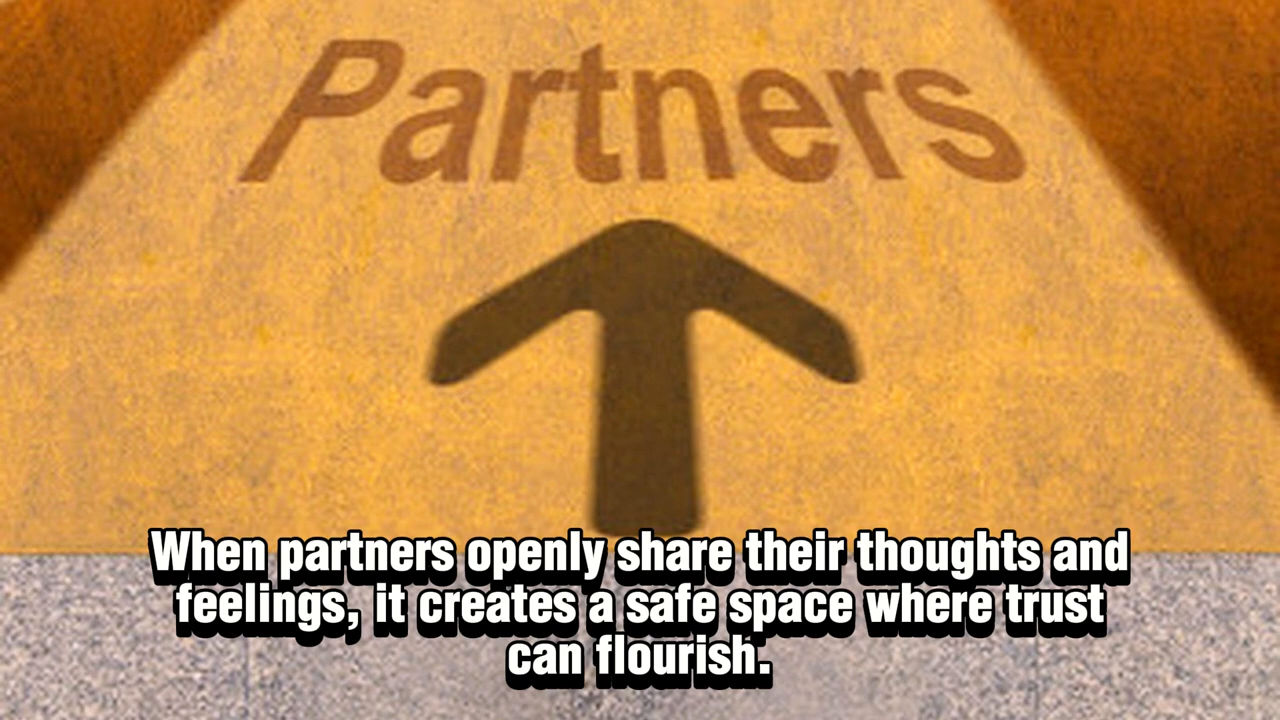 Partners
When partners openly share their thoughts and
feelings, it creates a safe space where trust
can flourish.